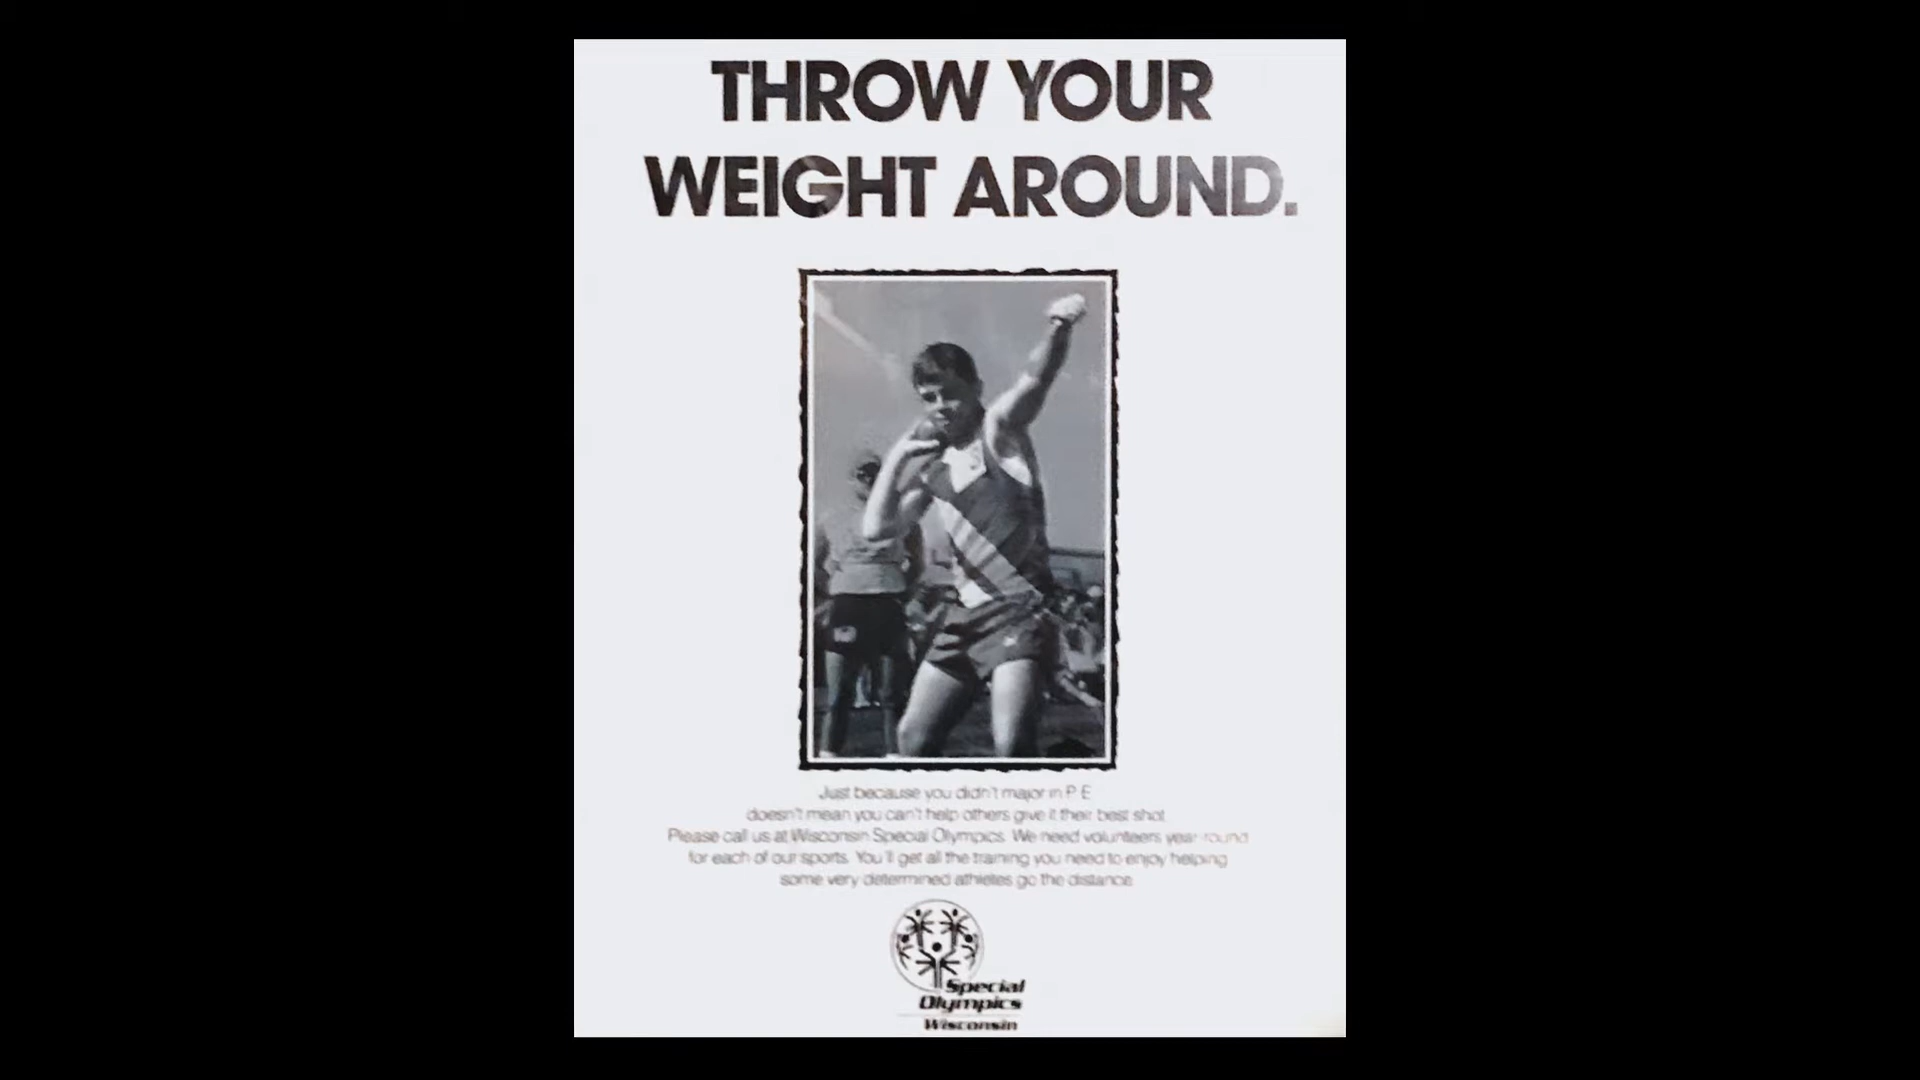 THROW YOUR
WEIGHT AROUND.
Just because you didn't major in P.E.
doesn't mean you can't help others give it their best shot.
Please call us at Wisconsin Special Olympics. We need volunteers year-round
for each of our sports. You'll get all the training you need to enjoy helping
some very determined athletes go the distance.
Special
Olympics
Wisconsin